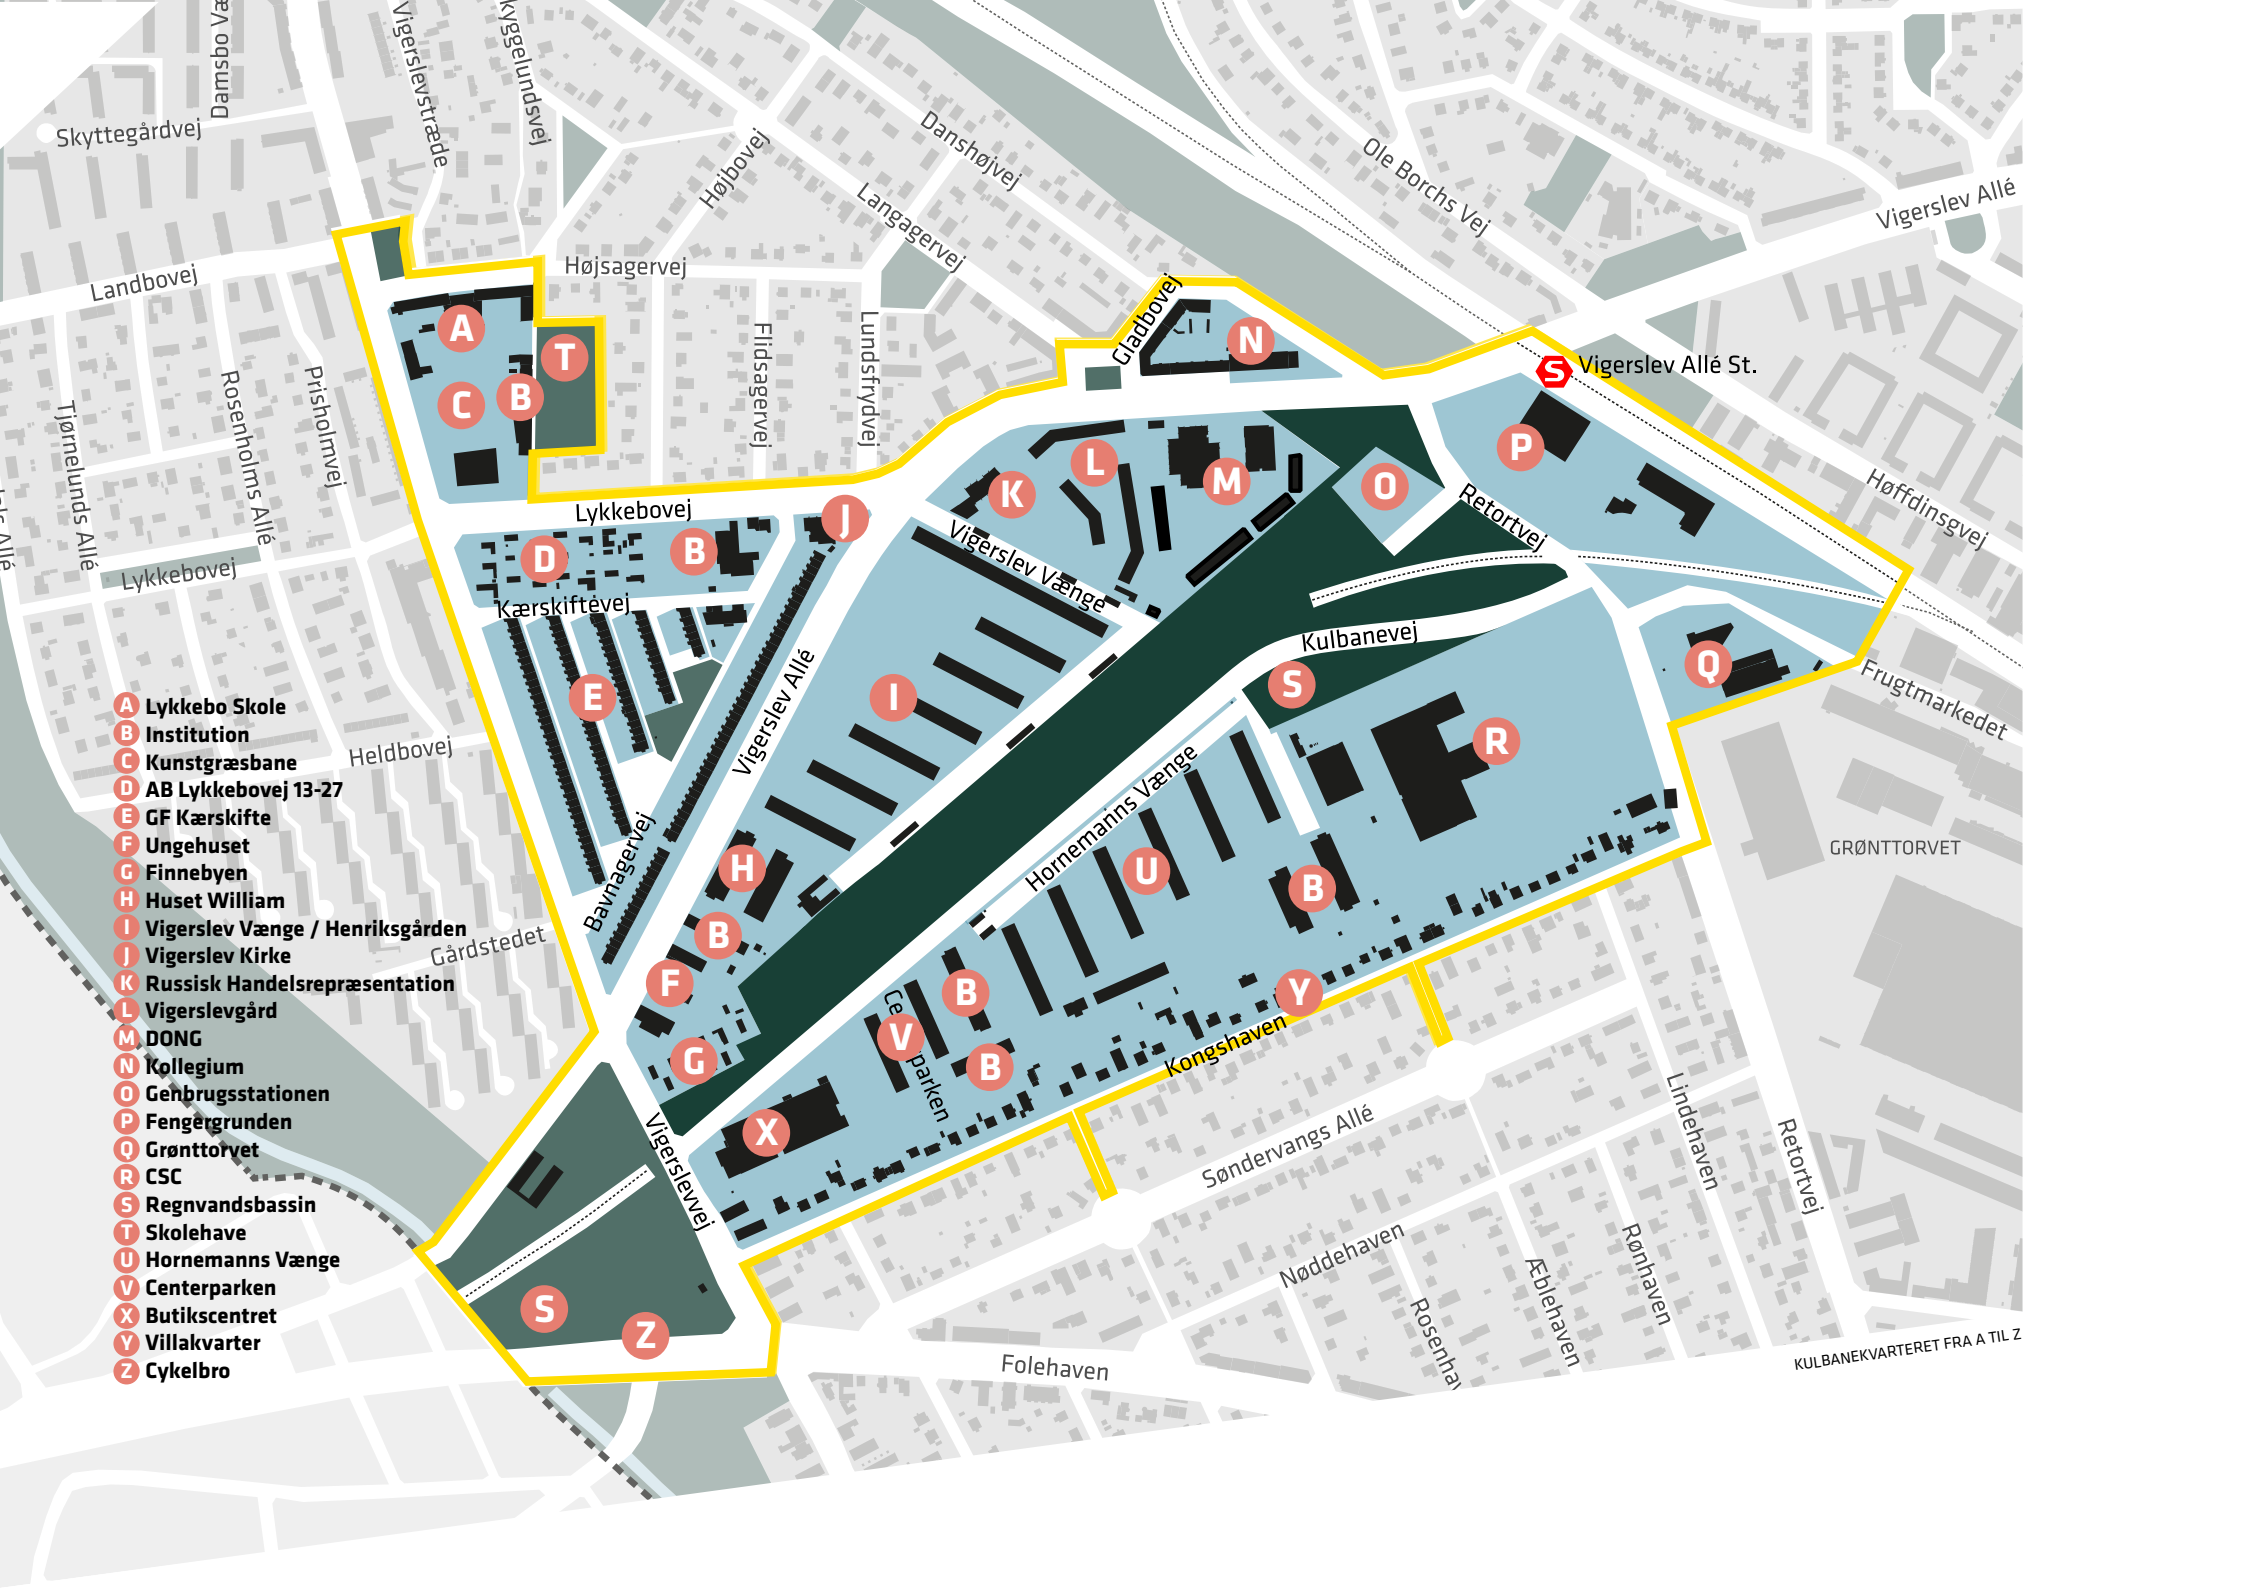 Vigerslevstræde
Skyttegårdvej
Danshøjvej
Højbovej
Ole Borchs Vej
Langagervej
Vigerslev Allé
Landbovej
Højsagervej
Gladbovej
Flidsagervej
Lundsfrydvej
Vigerslev Allé St.
S
A
T
N
C
B
P
L
K
M
O
Rosenholms Allé
Prisholmvej
Tjørnelunds Allé
Lykkebovej
Lykkebovej
Vigerslev Vænge
Retortvej
Høffdinsgvej
J
D
B
Kærskiftevej
Kulbanevej
S
Q
E
I
R
Frugtmarkedet
Vigerslev Allé
Heldbovej
Hornemanns Vænge
GRØNTTORVET
Bavnagervej
H
U
B
B
Gårdstedet
F
B
Y
V
parken
G
B
Kongshaven
X
Vigerslevvej
Søndervangs Allé
Lindehaven
Retortvej
Nøddehaven
Rønhaven
Æblehaven
S
Z
Folehaven
A Lykkebo Skole
B Institution
C Kunstgræsbane
D AB Lykkebovej 13-27
E GF Kærskifte
F Ungehuset
G Finnebyen
H Huset William
I Vigerslev Vænge / Henriksgården
J Vigerslev Kirke
K Russisk Handelsrepræsentation
L Vigerslevgård
M DONG
N Kollegium
O Genbrugsstationen
P Fengergrunden
Q Grønttorvet
R CSC
S Regnvandsbassin
T Skolehave
U Hornemanns Vænge
V Centerparken
X Butikscentret
Y Villakvarter
Z Cykelbro
KULBANEKVARTERET FRA A TIL Z